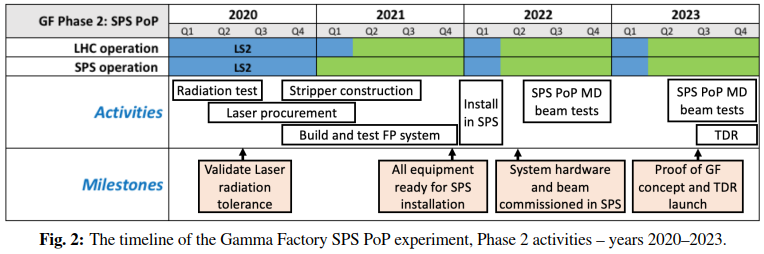 GF Phase 2: SPS PoP 2020 2021 2022 2023
Q1 Q2 Q3 Q4 Q1 Q2 Q3 Q4 Q1 Q2 Q3 Q4 Q1 Q2 Q3 Q4
LHC operation LS2
SPS operation LS2
Activities
Radiation test
Stripper construction
Laser procurement
Build and test FP system
Install
in SPS
SPS PoP MD
beam tests
SPS PoP MD
beam tests
TDR
Milestones
Validate Laser
radiation
tolerance
All equipment
ready for SPS
installation
System hardware
and beam
commissioned in SPS
Proof of GF
concept and TDR
launch
Fig. 2: The timeline of the Gamma Factory SPS PoP experiment, Phase 2 activities – years 2020–2023.